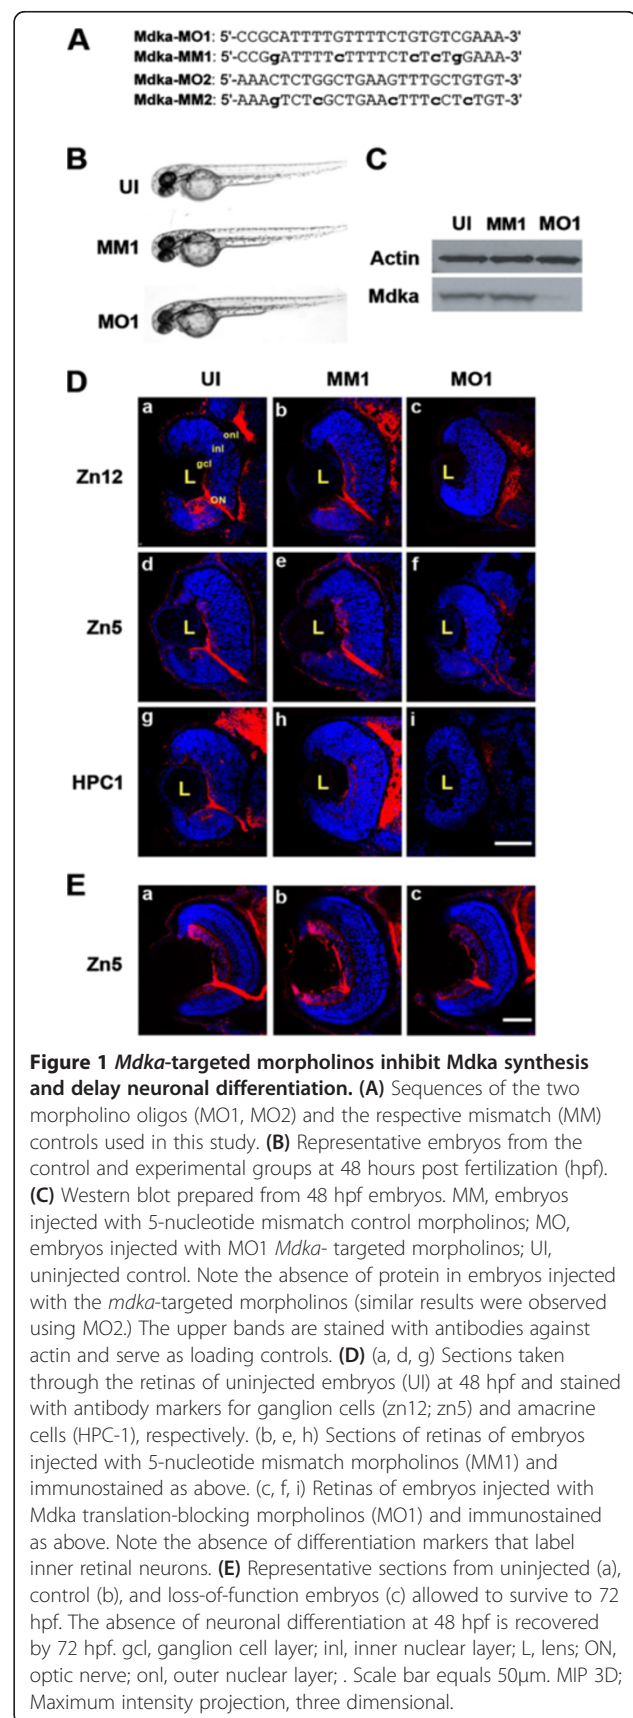 A
Mdka-MO1: 5'-CCGCATTTTGTTTTCTGTGTCGAAA-3'
Mdka-MM1: 5'-CCGgATTTTcTTTTCTCTcTgGAAA-3'
Mdka-MO2: 5'-AAACTCTGGCTGAAGTTTGCTGTGT-3'
Mdka-MM2: 5'-AAAgTCTcGCTGAAcTTTcCTcTGT-3'
B
UI
MM1
MO1
C
UI MM1 MO1
Actin
Mdka
D
UI MM1 MO1
Zn12
a b c
onl
inl
gcl
L L L
ON
Zn5
d e f
L L L
HPC1
g h i
L L L
E
Zn5
a b c
Figure 1 Mdka-targeted morpholinos inhibit Mdka synthesis
and delay neuronal differentiation. (A) Sequences of the two
morpholino oligos (MO1, MO2) and the respective mismatch (MM)
controls used in this study. (B) Representative embryos from the
control and experimental groups at 48 hours post fertilization (hpf).
(C) Western blot prepared from 48 hpf embryos. MM, embryos
injected with 5-nucleotide mismatch control morpholinos; MO,
embryos injected with MO1 Mdka- targeted morpholinos; UI,
uninjected control. Note the absence of protein in embryos injected
with the mdka-targeted morpholinos (similar results were observed
using MO2.) The upper bands are stained with antibodies against
actin and serve as loading controls. (D) (a, d, g) Sections taken
through the retinas of uninjected embryos (UI) at 48 hpf and stained
with antibody markers for ganglion cells (zn12; zn5) and amacrine
cells (HPC-1), respectively. (b, e, h) Sections of retinas of embryos
injected with 5-nucleotide mismatch morpholinos (MM1) and
immunostained as above. (c, f, i) Retinas of embryos injected with
Mdka translation-blocking morpholinos (MO1) and immunostained
as above. Note the absence of differentiation markers that label
inner retinal neurons. (E) Representative sections from uninjected (a),
control (b), and loss-of-function embryos (c) allowed to survive to 72
hpf. The absence of neuronal differentiation at 48 hpf is recovered
by 72 hpf. gcl, ganglion cell layer; inl, inner nuclear layer; L, lens; ON,
optic nerve; onl, outer nuclear layer; . Scale bar equals 50μm. MIP 3D;
Maximum intensity projection, three dimensional.